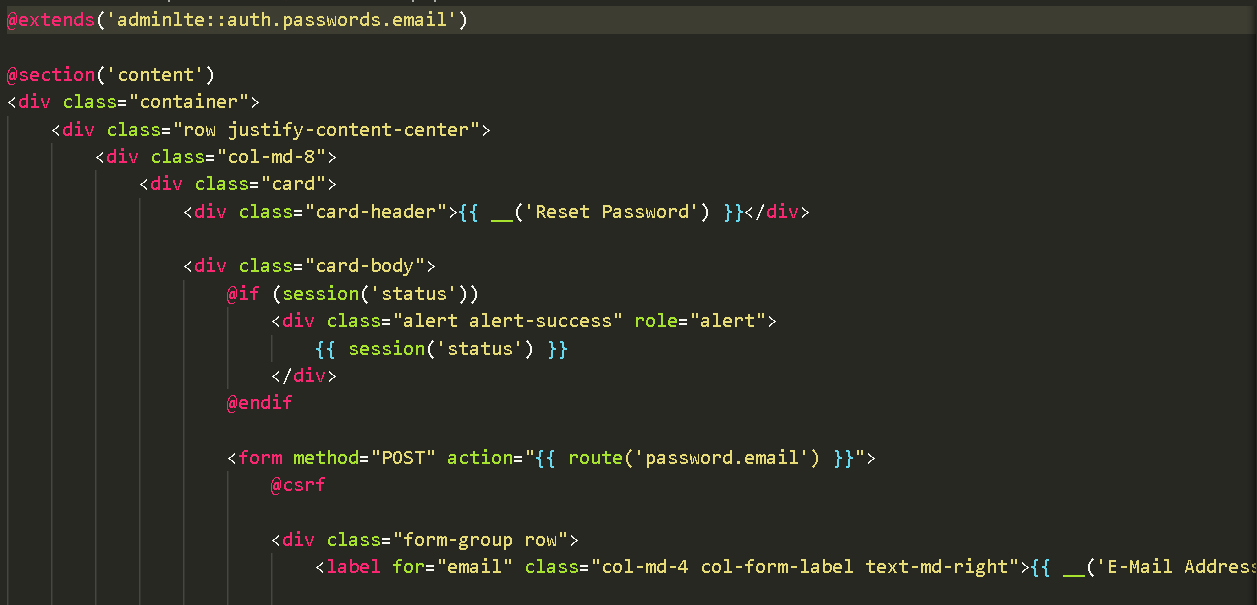 @extends('adminlte::auth.passwords.email')
@section('content')
<div class="container">
<div class="row justify-content-center">
<div class="col-md-8">
<div class="card">
<div class="card-header">{{ __('Reset Password') }}</div>
<div class="card-body">
@if (session('status'))
<div class="alert alert-success" role="alert">
{{ session('status') }}
</div>
@endif
<form method="POST" action="{{ route('password.email') }}">
@csrf
<div class="form-group row">
<label for="email" class="col-md-4 col-form-label text-md-right">{{ __('E-Mail Address